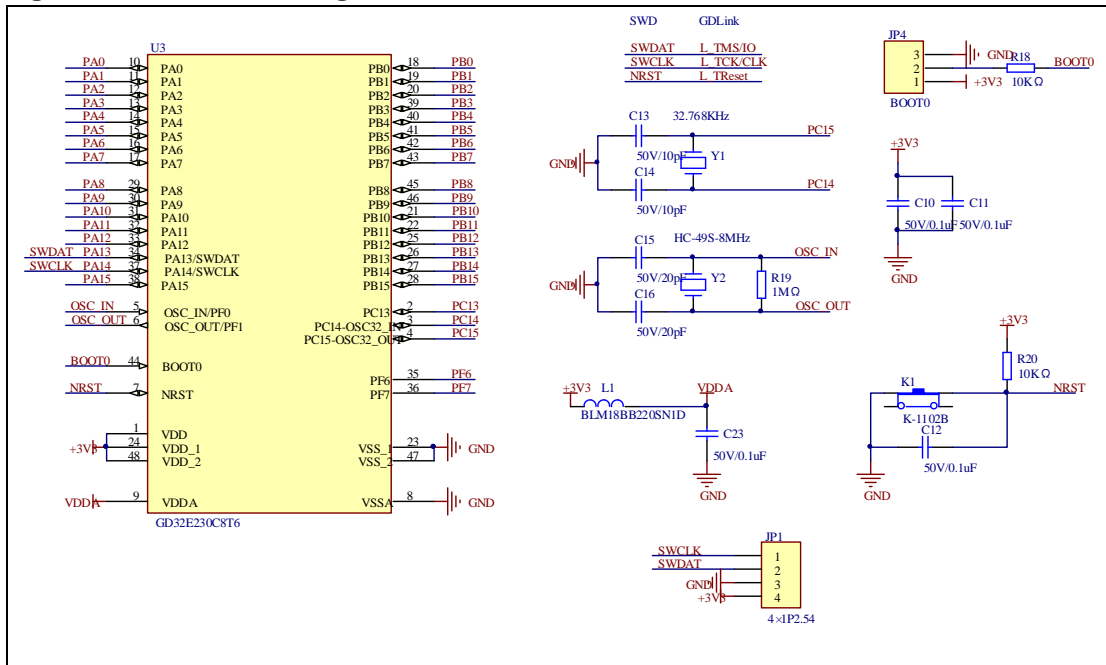 U3
PA0 10 PA0
PA1 11 PA1
PA2 12 PA2
PA3 13 PA3
PA4 14 PA4
PA5 15 PA5
PA6 16 PA6
PA7 17 PA7
PA8 29 PA8
PA9 30 PA9
PA10 31 PA10
PA11 32 PA11
PA12 33 PA12
SWDAT PA13 34 PA13/SWDAT
SWCLK PA14 37 PA14/SWCLK
PA15 38 PA15
OSC_IN 5 OSC_IN/PF0
OSC_OUT 6 OSC_OUT/PF1
BOOT0 44 BOOT0
NRST 7 NRST
1 VDD
+3V3 24 VDD_1
48 VDD_2
VDDA 9 VDDA
PB0 18 PB0
PB1 19 PB1
PB2 20 PB2
PB3 39 PB3
PB4 40 PB4
PB5 41 PB5
PB6 42 PB6
PB7 43 PB7
PB8 45 PB8
PB9 46 PB9
PB10 21 PB10
PB11 22 PB11
PB12 25 PB12
PB13 26 PB13
PB14 27 PB14
PB15 28 PB15
PC13 2 PC13
PC14-OSC32_IN 3 PC14
PC15-OSC32_OUT 4 PC15
PF6 35 PF6
PF7 36 PF7
VSS_1 23
VSS_2 47 GND
VSSA 8 GND
GD32E230C8T6
SWD GDLink
SWDAT L_TMS/IO
SWCLK L_TCK/CLK
NRST L_TReset
JP4
3 GND
2 R18 BOOT0
1 +3V3 10KΩ
BOOT0
C13 32.768KHz
PC15
50V/10pF
GND Y1
C14
PC14
50V/10pF
+3V3
C10 C11
50V/0.1uF 50V/0.1uF
GND
C15 HC-49S-8MHz
OSC_IN
50V/20pF
GND Y2 R19
C16 1MΩ
OSC_OUT
50V/20pF
+3V3 L1 VDDA
BLM18BB220SN1D
C23
50V/0.1uF
GND
+3V3
R20
10KΩ
K1 NRST
K-1102B
C12
50V/0.1uF
GND
JP1
SWCLK 1
SWDAT 2
GND 3
+3V3 4
4×1P2.54